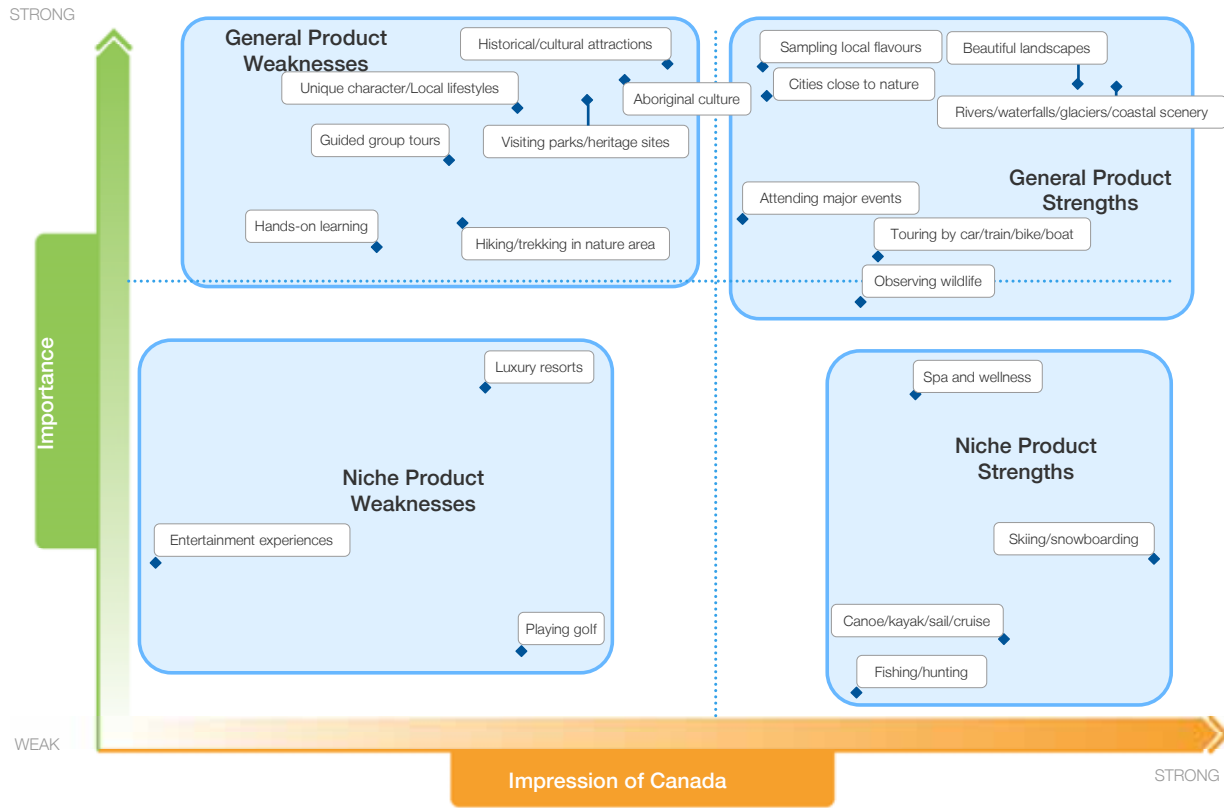 STRONG
General Product
Weaknesses
Historical/cultural attractions
Unique character/Local lifestyles
Aboriginal culture
Guided group tours
Visiting parks/heritage sites
Hands-on learning
Hiking/trekking in nature area
Sampling local flavours
Beautiful landscapes
Cities close to nature
Rivers/waterfalls/glaciers/coastal scenery
General Product
Strengths
Attending major events
Touring by car/train/bike/boat
Observing wildlife
Importance
Luxury resorts
Niche Product
Weaknesses
Entertainment experiences
Playing golf
Spa and wellness
Niche Product
Strengths
Skiing/snowboarding
Canoe/kayak/sail/cruise
Fishing/hunting
WEAK
Impression of Canada
STRONG